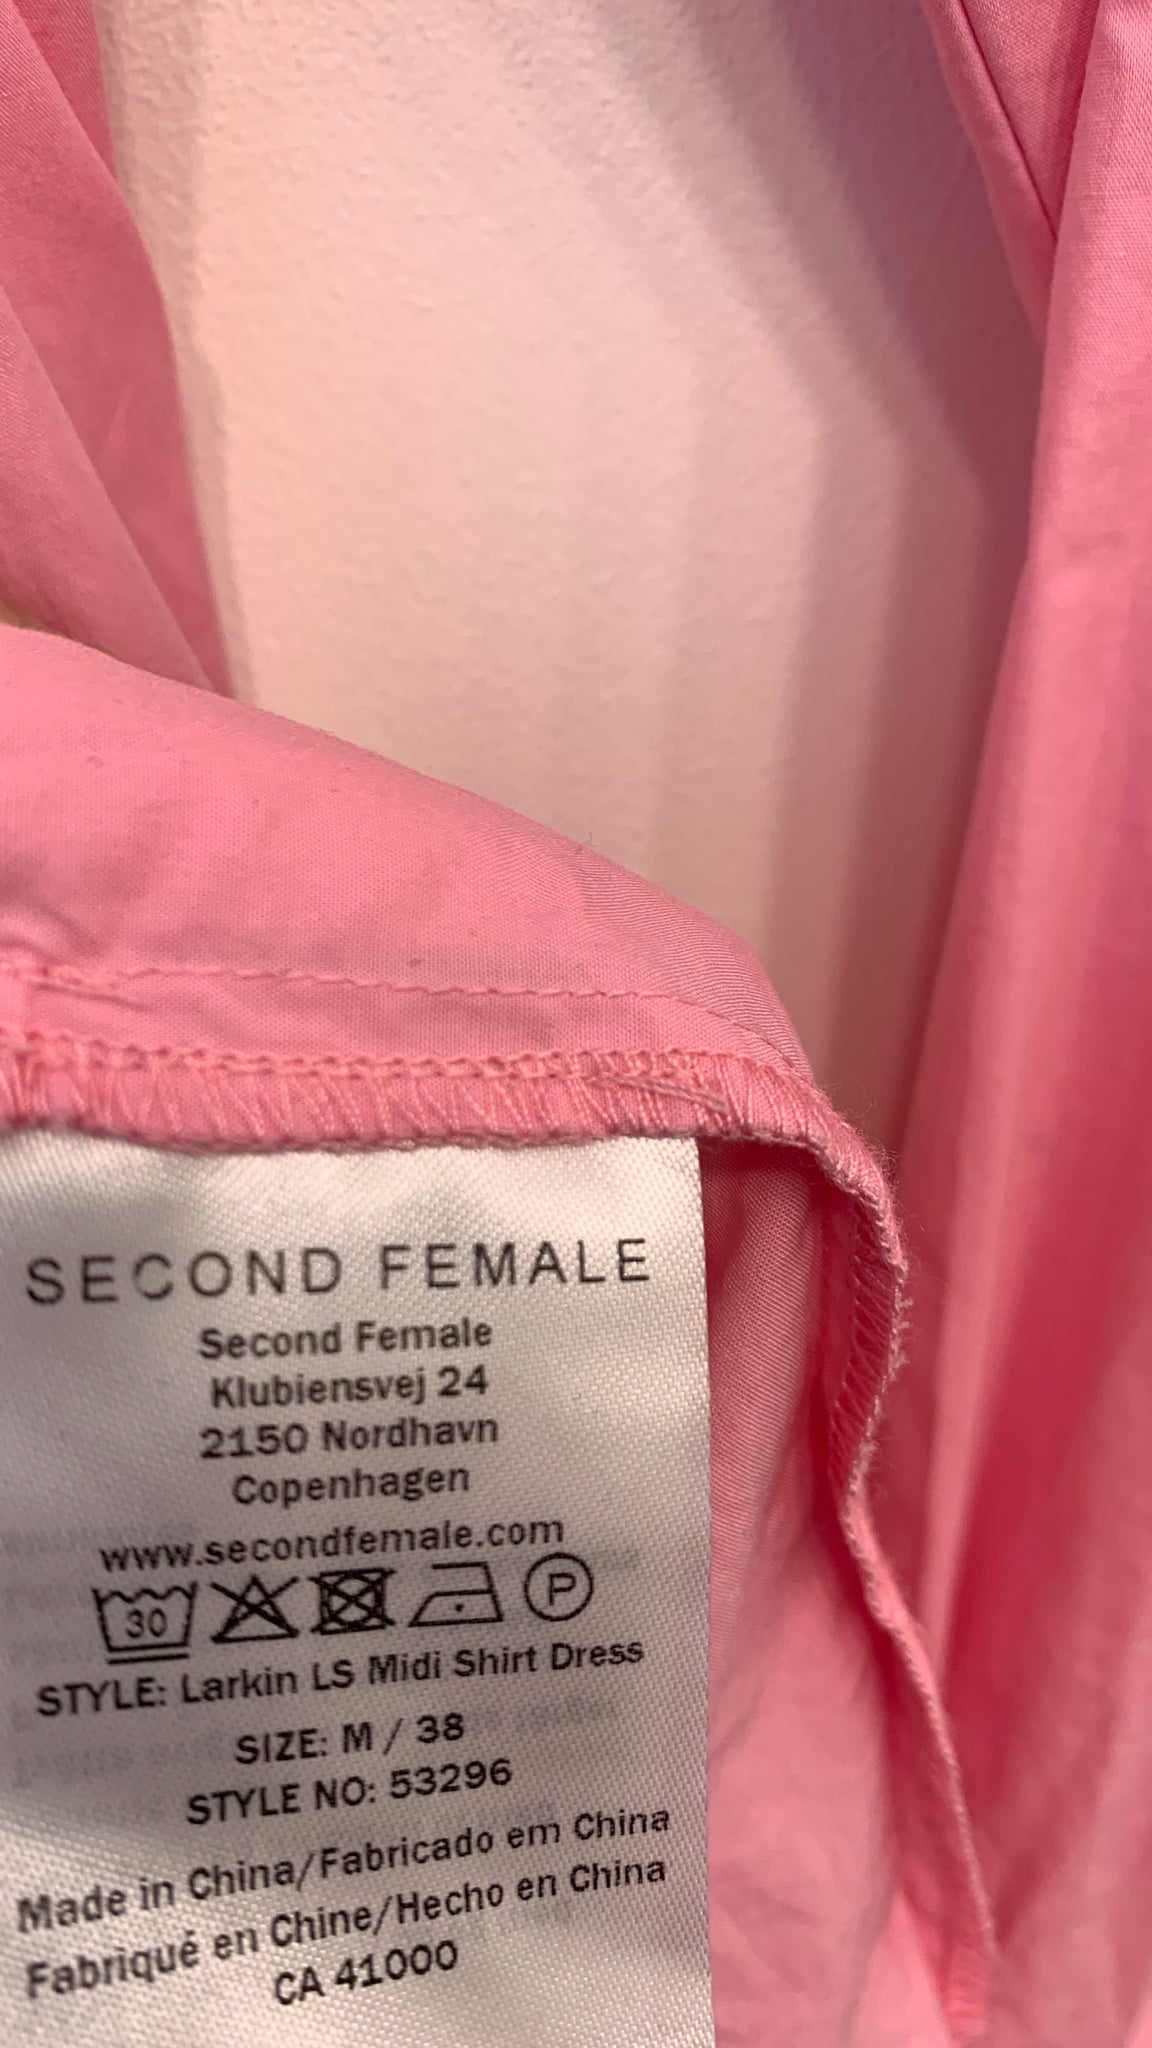 SECOND FEMALE
Second Female
Klubiensvej 24
2150 Nordhavn
Copenhagen
www.secondfemale.com
30 P
STYLE: Larkin LS Midi Shirt Dress
SIZE: M / 38
STYLE NO: 53296
Made in China/Fabricado em China
Fabriqué en Chine/Hecho en China
CA 41000